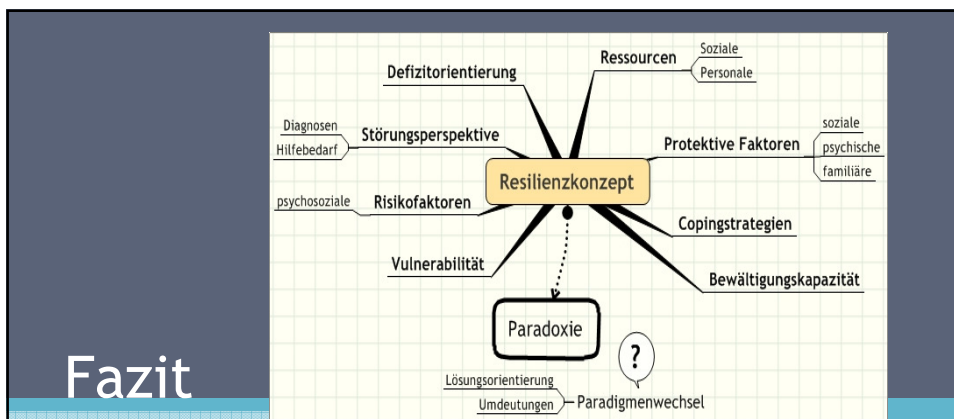 Defizitorientierung
Ressourcen
Soziale
Personale
Diagnosen
Hilfebedarf
Störungsperspektive
Protektive Faktoren
soziale
psychische
familiäre
Resilienzkonzept
psychosoziale
Risikofaktoren
Copingstrategien
Vulnerabilität
Bewältigungskapazität
Paradoxie
?
Lösungsorientierung
Umdeutungen
Paradigmenwechsel
Fazit